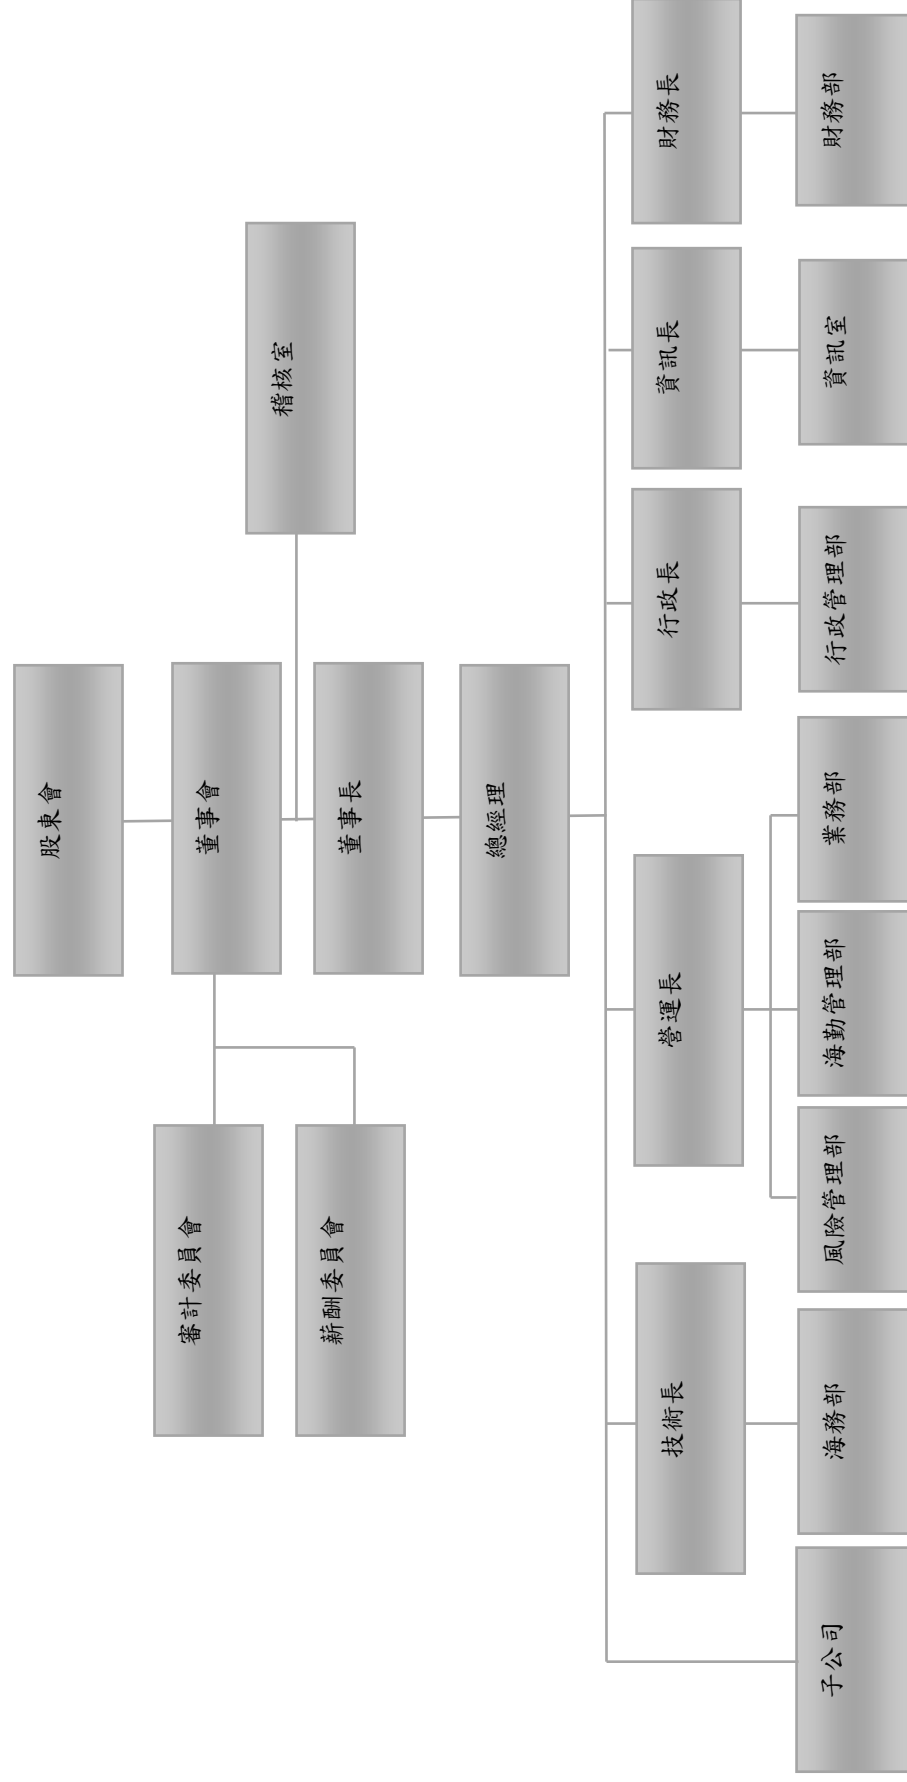 股東會
董事會
審計委員會
薪酬委員會
稽核室
董事長
總經理
子公司
技術長
營運長
行政長
資訊長
財務長
海務部
風險管理部
海勤管理部
業務部
行政管理部
資訊室
財務部